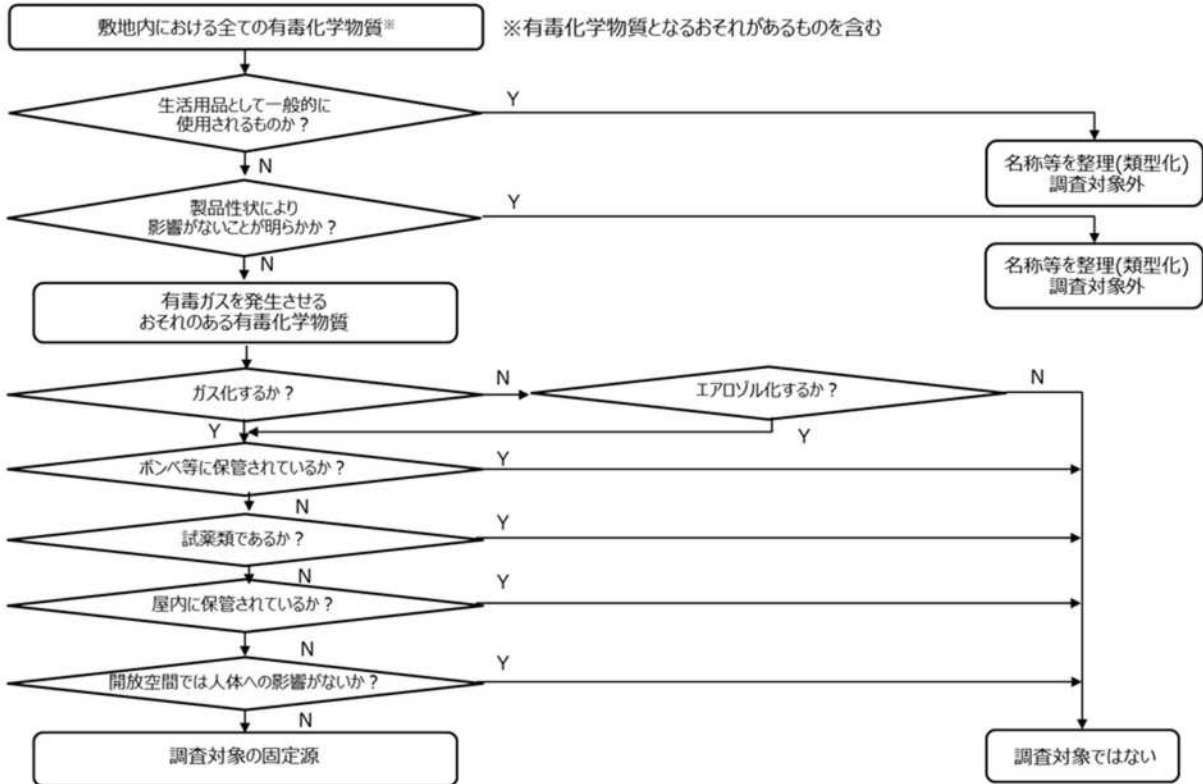 敷地内における全ての有毒化学物質※
※有毒化学物質となるおそれがあるものを含む
生活用品として一般的に
使用されるものか？
Y
N
名称等を整理(類型化)
調査対象外
製品性状により
影響がないことが明らかか？
Y
N
名称等を整理(類型化)
調査対象外
有毒ガスを発生させる
おそれのある有毒化学物質
ガス化するか？
N
エアロゾル化するか？
N
Y
Y
ボンベ等に保管されているか？
Y
N
試薬類であるか？
Y
N
屋内に保管されているか？
Y
N
開放空間では人体への影響がないか？
Y
N
調査対象の固定源
調査対象ではない